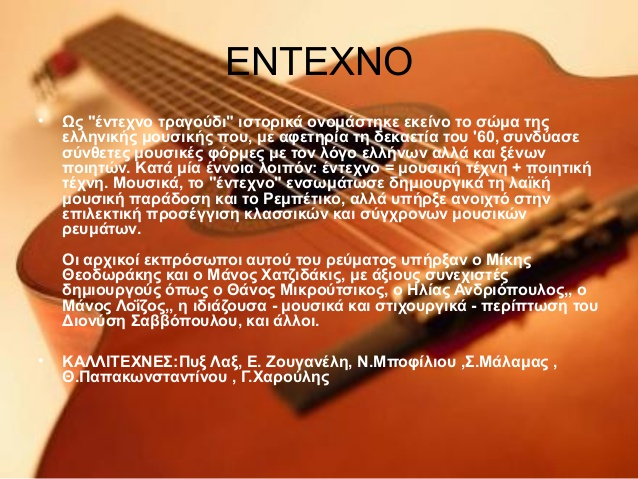 ΕΝΤΕΧΝΟ
• Ως "έντεχνο τραγούδι" ιστορικά ονομάστηκε εκείνο το σώμα της
ελληνικής μουσικής που, με αφετηρία τη δεκαετία του '60, συνδύασε
σύνθετες μουσικές φόρμες με τον λόγο ελλήνων αλλά και ξένων
ποιητών. Κατά μία έννοια λοιπόν: έντεχνο = μουσική τέχνη + ποιητική
τέχνη. Μουσικά, το "έντεχνο" ενσωμάτωσε δημιουργικά τη λαϊκή
μουσική παράδοση και το Ρεμπέτικο, αλλά υπήρξε ανοιχτό στην
επιλεκτική προσέγγιση κλασσικών και σύγχρονων μουσικών
ρευμάτων.
Οι αρχικοί εκπρόσωποι αυτού του ρεύματος υπήρξαν ο Μίκης
Θεοδωράκης και ο Μάνος Χατζιδάκις, με άξιους συνεχιστές
δημιουργούς όπως ο Θάνος Μικρούτσικος, ο Ηλίας Ανδριόπουλος,, ο
Μάνος Λοΐζος,, η ιδιάζουσα - μουσικά και στιχουργικά - περίπτωση του
Διονύση Σαββόπουλου, και άλλοι.
• ΚΑΛΛΙΤΕΧΝΕΣ:Πυξ Λαξ, Ε. Ζουγανέλη, Ν.Μποφίλιου ,Σ.Μάλαμας ,
Θ.Παπακωνσταντίνου , Γ.Χαρούλης